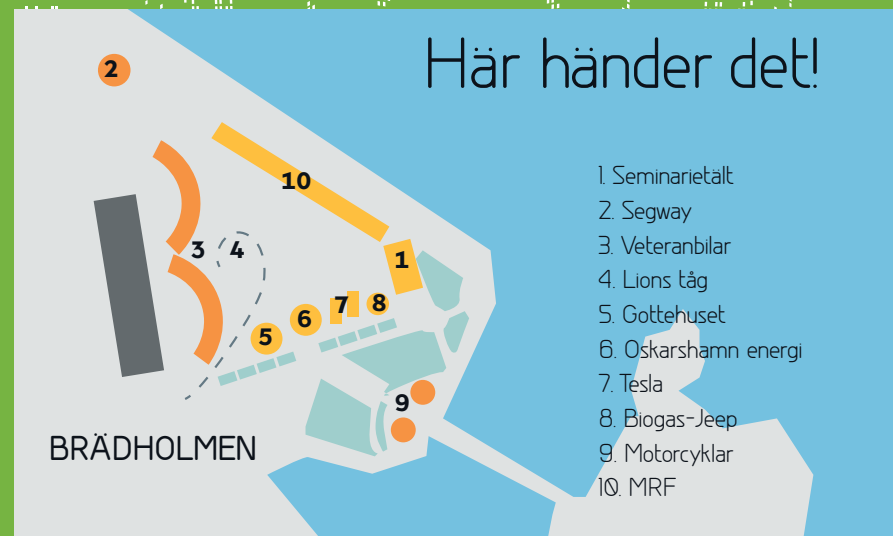 Här händer det!
2
10
1. Seminarietält
2. Segway
3. Veteranbilar
4. Lions tåg
5. Gottehuset
6. Oskarshamn energi
7. Tesla
8. Biogas-Jeep
9. Motorcyklar
10. MRF
3
4
1
7
8
6
5
9
BRÄDHOLMEN